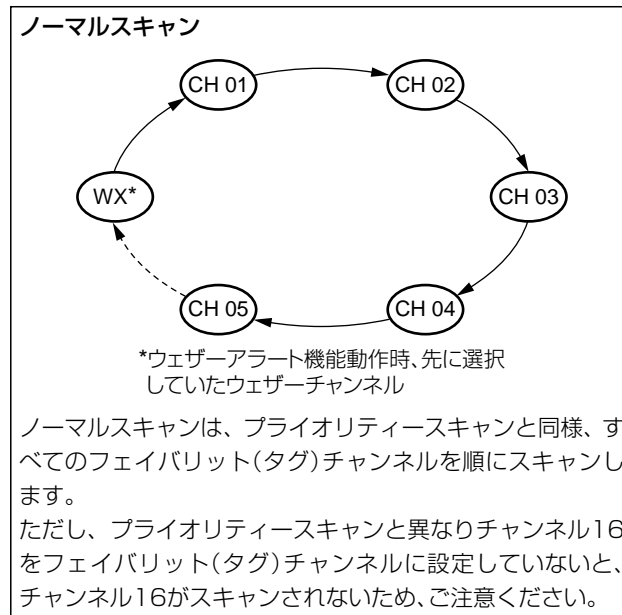 ノーマルスキャン
CH 01
CH 02
WX*
CH 03
CH 05
CH 04
*ウェザーアラート機能動作時、先に選択
していたウェザーチャンネル
ノーマルスキャンは、プライオリティースキャンと同様、す
べてのフェイバリット(タグ)チャンネルを順にスキャンし
ます。
ただし、プライオリティースキャンと異なりチャンネル16
をフェイバリット(タグ)チャンネルに設定していないと、
チャンネル16がスキャンされないため、ご注意ください。